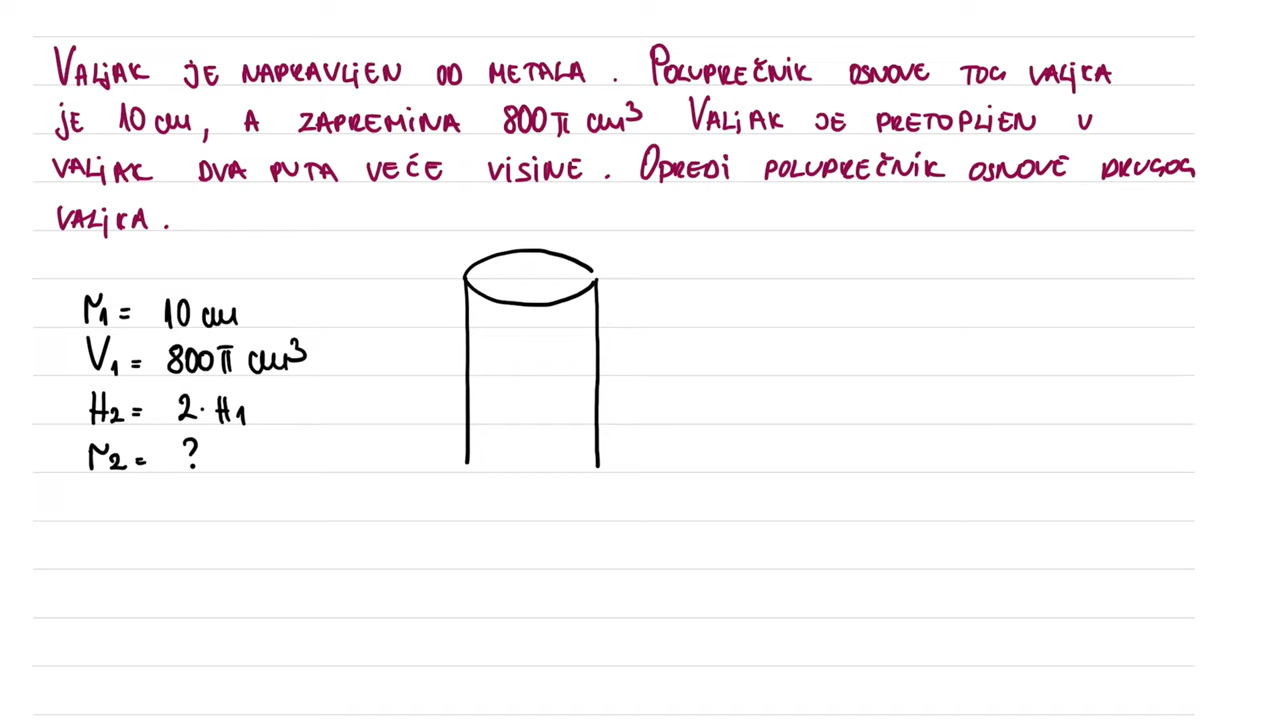 VALJAK JE NAPRAVLJEN OD METALA. POLUPREČNIK OSNOVE TOG VALJKA
JE 10 cm, A ZAPREMINA 800π cm³ VALJAK JE PRETOPLJEN U
VALJAK DVA PUTA VEĆE VISINE. OPREDI POLUPREČNIK OSNOVE DRUGOG
VALJKA.
r₁ = 10 cm
V₁ = 800π cm³
H₂ = 2·H₁
r₂ = ?